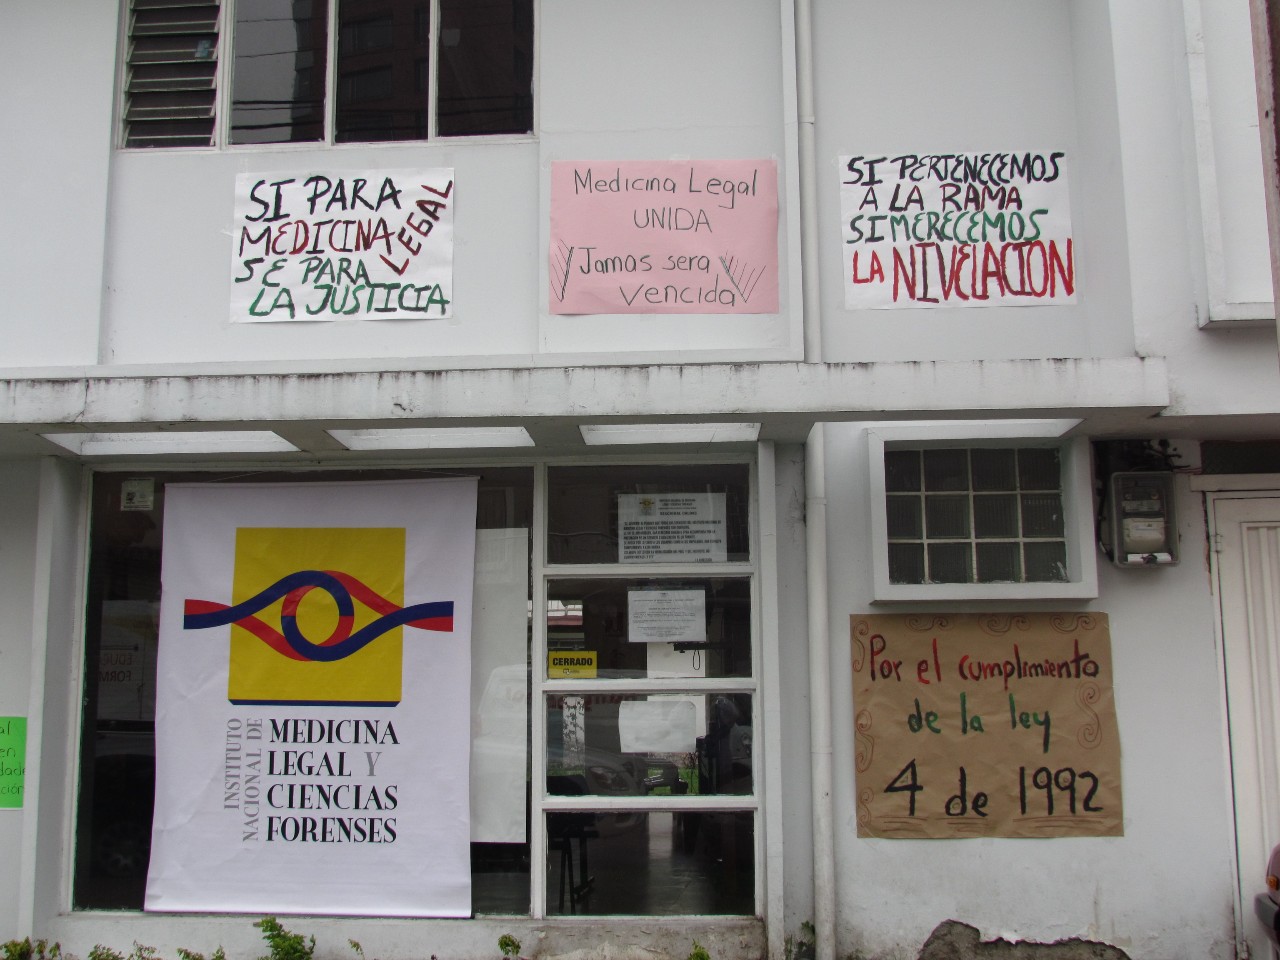 SI PARA
MEDICINA LEGAL
SE PARA
LA JUSTICIA
Medicina Legal
UNIDA
Jamas sera
vencida
SI PERTENECEMOS
A LA RAMA
SI MERECEMOS
LA NIVELACION
INSTITUTO
NACIONAL DE
MEDICINA
LEGAL Y
CIENCIAS
FORENSES
CERRADO
Por el cumplimiento
de la ley
4 de 1992
al
en